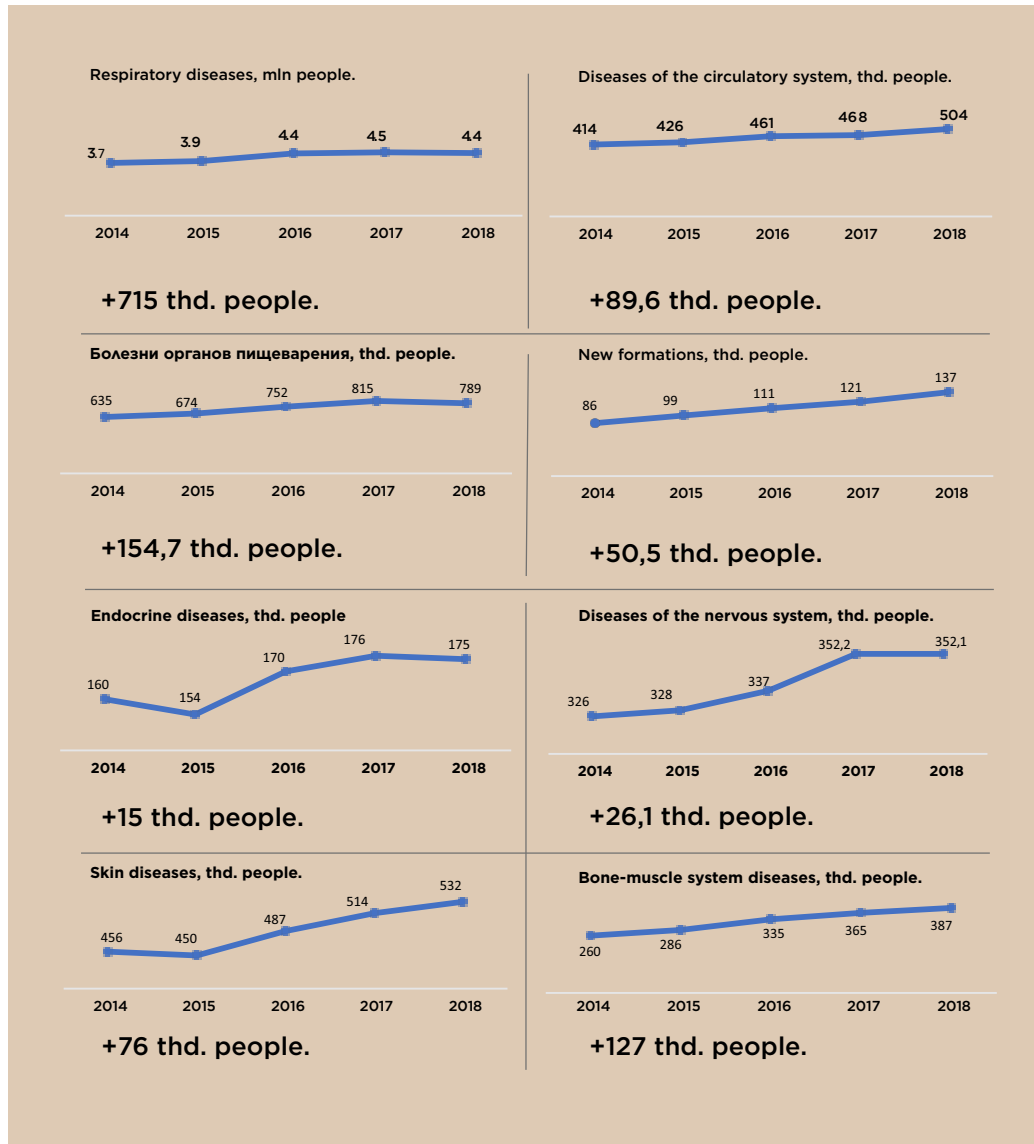 Respiratory diseases, mln people.
3.7 3.9 4.4 4.5 4.4
2014 2015 2016 2017 2018
+715 thd. people.
Diseases of the circulatory system, thd. people.
414 426 461 468 504
2014 2015 2016 2017 2018
+89,6 thd. people.
Болезни органов пищеварения, thd. people.
635 674 752 815 789
2014 2015 2016 2017 2018
+154,7 thd. people.
New formations, thd. people.
86 99 111 121 137
2014 2015 2016 2017 2018
+50,5 thd. people.
Endocrine diseases, thd. people
160 154 170 176 175
2014 2015 2016 2017 2018
+15 thd. people.
Diseases of the nervous system, thd. people.
326 328 337 352,2 352,1
2014 2015 2016 2017 2018
+26,1 thd. people.
Skin diseases, thd. people.
456 450 487 514 532
2014 2015 2016 2017 2018
+76 thd. people.
Bone-muscle system diseases, thd. people.
260 286 335 365 387
2014 2015 2016 2017 2018
+127 thd. people.